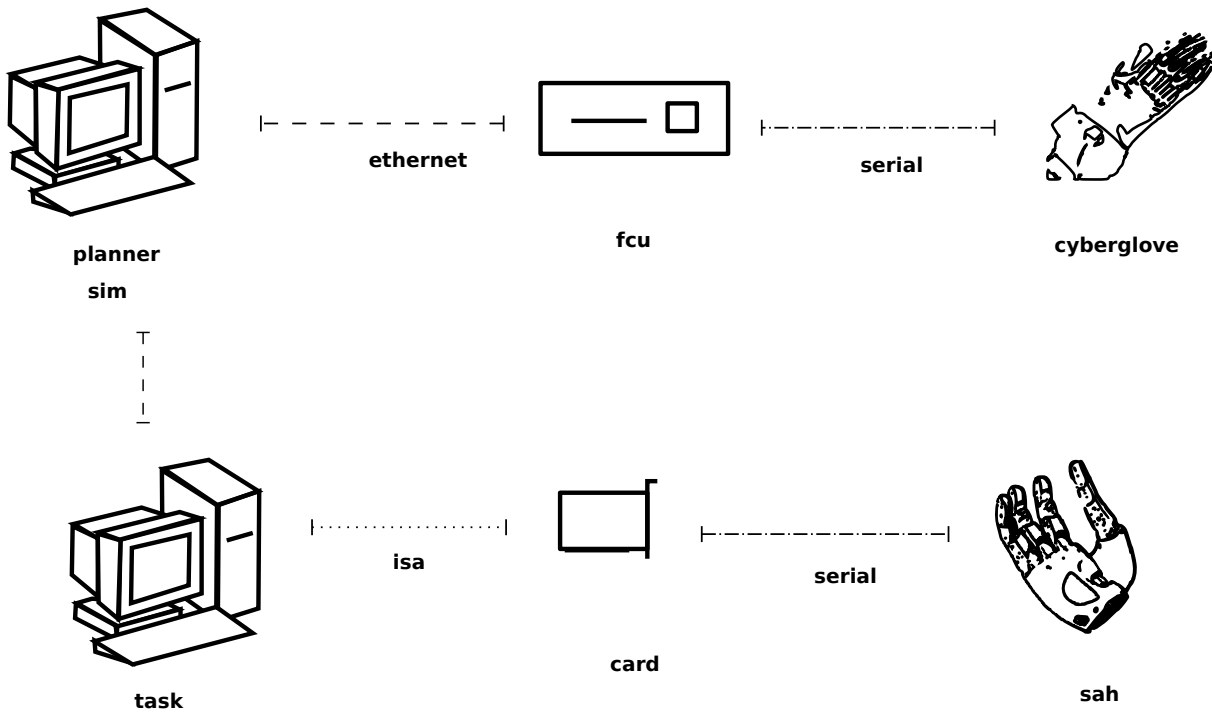 ethernet
serial
planner
sim
fcu
cyberglove
isa
serial
task
card
sah